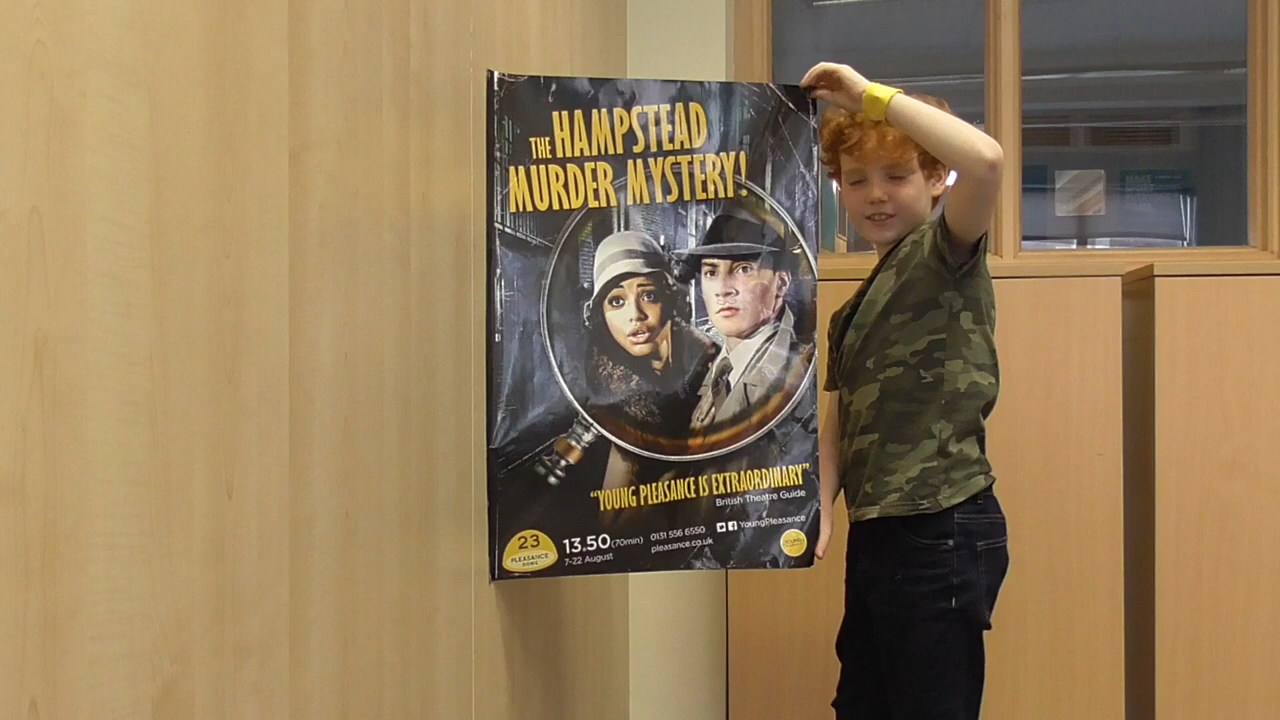 THE HAMPSTEAD
MURDER MYSTERY!
"YOUNG PLEASANCE IS EXTRAORDINARY"
British Theatre Guide
23
PLEASANCE
DOME
13.50 (70min)
7-22 August
0131 556 6550
pleasance.co.uk
YoungPleasance